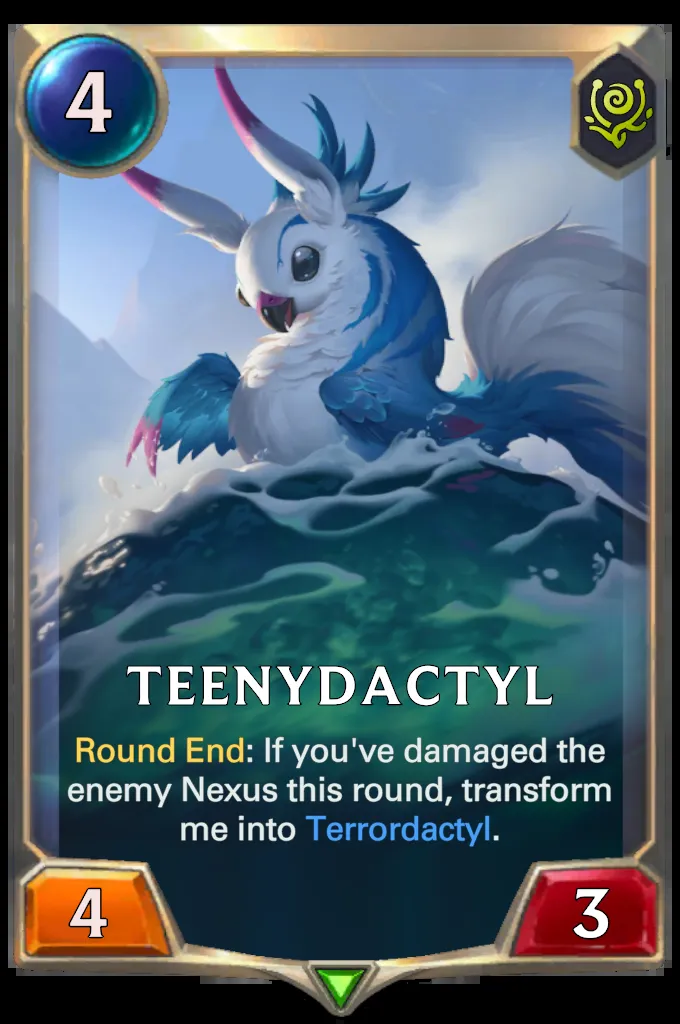 4
TEENYDACTYL
Round End: If you've damaged the
enemy Nexus this round, transform
me into Terrordactyl.
4
3